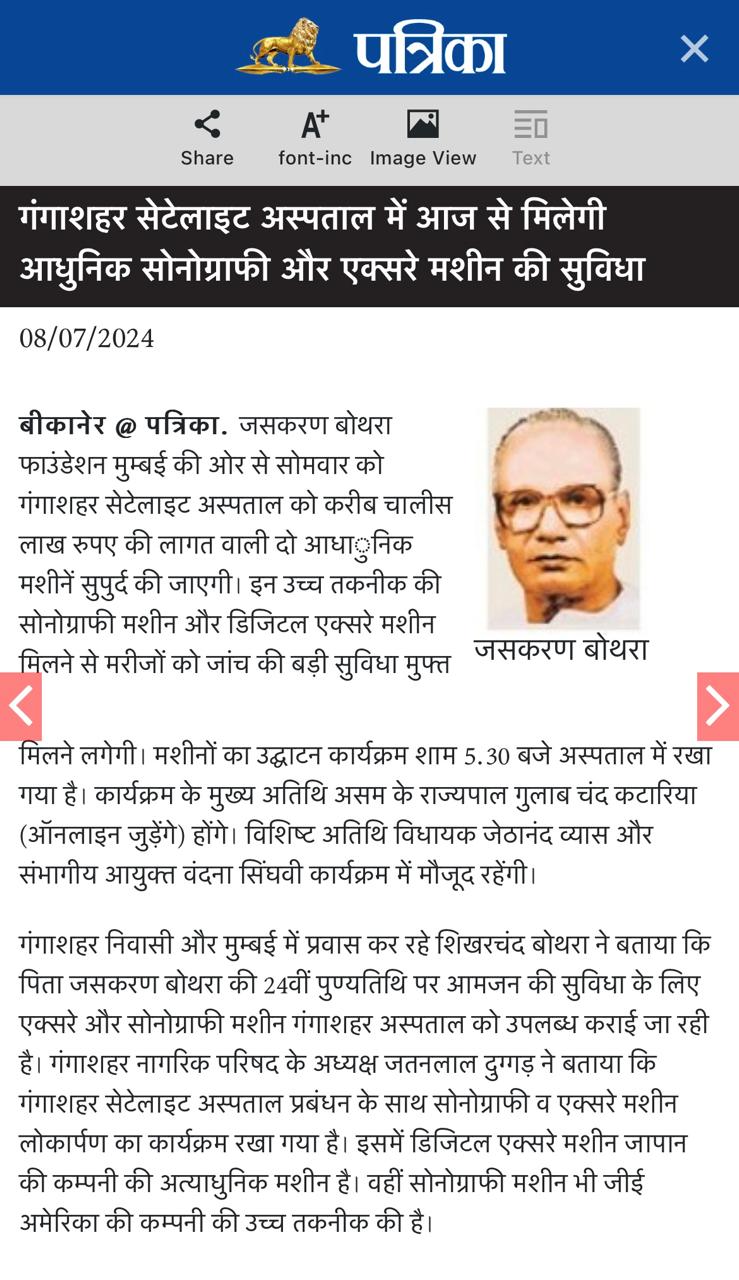 पत्रिका
Share
font-inc
Image View
Text
गंगाशहर सेटेलाइट अस्पताल में आज से मिलेगी
आधुनिक सोनोग्राफी और एक्सरे मशीन की सुविधा
08/07/2024
बीकानेर @ पत्रिका. जसकरण बोथरा
फाउंडेशन मुम्बई की ओर से सोमवार को
गंगाशहर सेटेलाइट अस्पताल को करीब चालीस
लाख रुपए की लागत वाली दो आधाुनिक
मशीनें सुपुर्द की जाएगी। इन उच्च तकनीक की
सोनोग्राफी मशीन और डिजिटल एक्सरे मशीन
मिलने से मरीजों को जांच की बड़ी सुविधा मुफ्त
जसकरण बोथरा
मिलने लगेगी। मशीनों का उद्घाटन कार्यक्रम शाम 5.30 बजे अस्पताल में रखा
गया है। कार्यक्रम के मुख्य अतिथि असम के राज्यपाल गुलाब चंद कटारिया
(ऑनलाइन जुड़ेंगे) होंगे। विशिष्ट अतिथि विधायक जेठानंद व्यास और
संभागीय आयुक्त वंदना सिंघवी कार्यक्रम में मौजूद रहेंगी।
गंगाशहर निवासी और मुम्बई में प्रवास कर रहे शिखरचंद बोथरा ने बताया कि
पिता जसकरण बोथरा की 24वीं पुण्यतिथि पर आमजन की सुविधा के लिए
एक्सरे और सोनोग्राफी मशीन गंगाशहर अस्पताल को उपलब्ध कराई जा रही
है। गंगाशहर नागरिक परिषद के अध्यक्ष जतनलाल दुग्गड़ ने बताया कि
गंगाशहर सेटेलाइट अस्पताल प्रबंधन के साथ सोनोग्राफी व एक्सरे मशीन
लोकार्पण का कार्यक्रम रखा गया है। इसमें डिजिटल एक्सरे मशीन जापान
की कम्पनी की अत्याधुनिक मशीन है। वहीं सोनोग्राफी मशीन भी जीई
अमेरिका की कम्पनी की उच्च तकनीक की है।